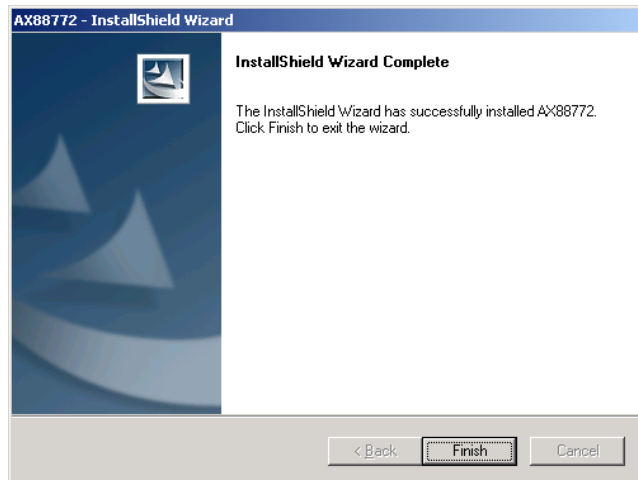 AX88772 - InstallShield Wizard
InstallShield Wizard Complete
The InstallShield Wizard has successfully installed AX88772.
Click Finish to exit the wizard.
< Back
Finish
Cancel